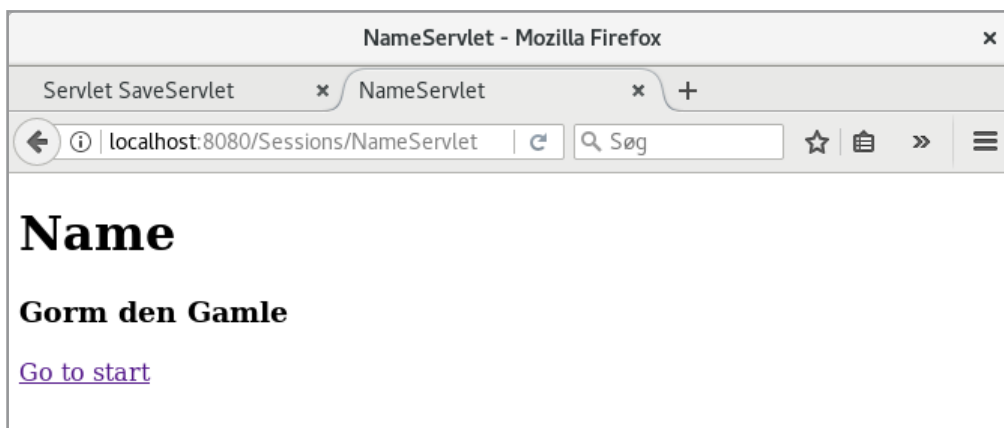 NameServlet - Mozilla Firefox
Servlet SaveServlet NameServlet
localhost:8080/Sessions/NameServlet Søg
Name
Gorm den Gamle
Go to start